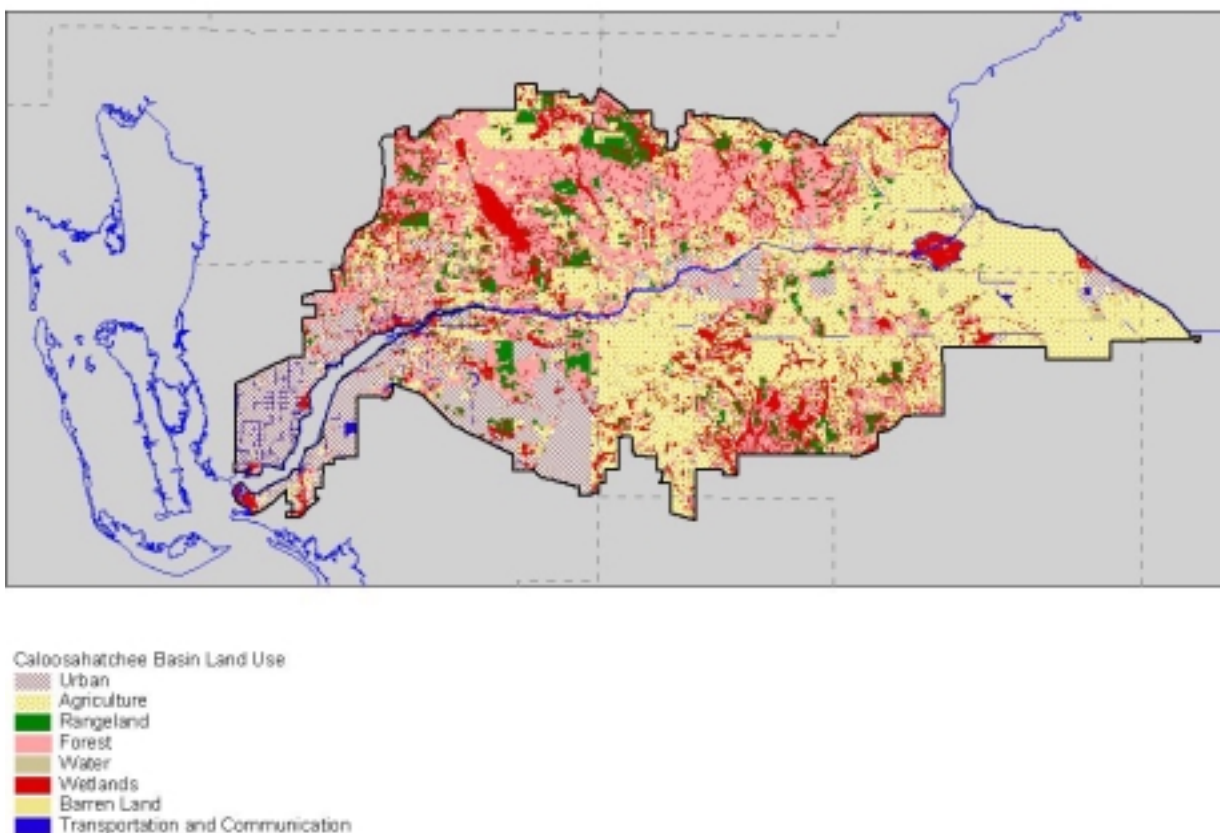 Caloosahatchee Basin Land Use
Urban
Agriculture
Rangeland
Forest
Water
Wetlands
Barren Land
Transportation and Communication